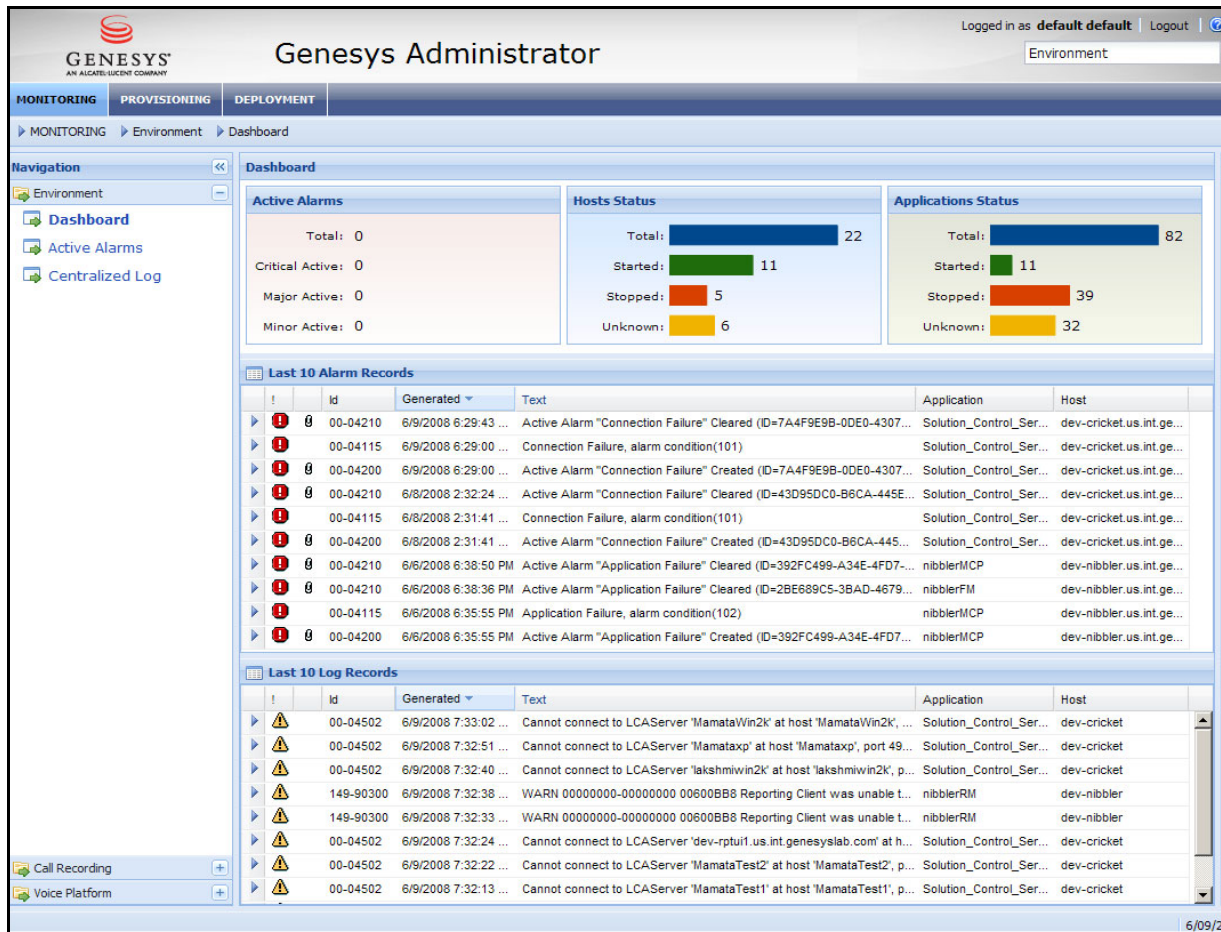 GENESYS
AN ALCATEL-LUCENT COMPANY
Genesys Administrator
Logged in as default default Logout
Environment
MONITORING PROVISIONING DEPLOYMENT
MONITORING Environment Dashboard
Navigation
Environment
Dashboard
Active Alarms
Centralized Log
Call Recording
Voice Platform
Dashboard
Active Alarms
Total: 0
Critical Active: 0
Major Active: 0
Minor Active: 0
Hosts Status
Total: 22
Started: 11
Stopped: 5
Unknown: 6
Applications Status
Total: 82
Started: 11
Stopped: 39
Unknown: 32
Last 10 Alarm Records
! Id Generated Text Application Host
00-04210 6/9/2008 6:29:43 ... Active Alarm "Connection Failure" Cleared (ID=7A4F9E9B-0DE0-4307... Solution_Control_Ser... dev-cricket.us.int.ge...
00-04115 6/9/2008 6:29:00 ... Connection Failure, alarm condition(101) Solution_Control_Ser... dev-cricket.us.int.ge...
00-04200 6/9/2008 6:29:00 ... Active Alarm "Connection Failure" Created (ID=7A4F9E9B-0DE0-4307... Solution_Control_Ser... dev-cricket.us.int.ge...
00-04210 6/8/2008 2:32:24 ... Active Alarm "Connection Failure" Cleared (ID=43D95DC0-B6CA-445E... Solution_Control_Ser... dev-cricket.us.int.ge...
00-04115 6/8/2008 2:31:41 ... Connection Failure, alarm condition(101) Solution_Control_Ser... dev-cricket.us.int.ge...
00-04200 6/8/2008 2:31:41 ... Active Alarm "Connection Failure" Created (ID=43D95DC0-B6CA-445... Solution_Control_Ser... dev-cricket.us.int.ge...
00-04210 6/6/2008 6:38:50 PM Active Alarm "Application Failure" Cleared (ID=392FC499-A34E-4FD7-... nibblerMCP dev-nibbler.us.int.ge...
00-04210 6/6/2008 6:38:36 PM Active Alarm "Application Failure" Cleared (ID=2BE689C5-3BAD-4679... nibblerFM dev-nibbler.us.int.ge...
00-04115 6/6/2008 6:35:55 PM Application Failure, alarm condition(102) nibblerMCP dev-nibbler.us.int.ge...
00-04200 6/6/2008 6:35:55 PM Active Alarm "Application Failure" Created (ID=392FC499-A34E-4FD7... nibblerMCP dev-nibbler.us.int.ge...
Last 10 Log Records
! Id Generated Text Application Host
00-04502 6/9/2008 7:33:02 ... Cannot connect to LCAServer 'MamataWin2k' at host 'MamataWin2k', ... Solution_Control_Ser... dev-cricket
00-04502 6/9/2008 7:32:51 ... Cannot connect to LCAServer 'Mamataxp' at host 'Mamataxp', port 49... Solution_Control_Ser... dev-cricket
00-04502 6/9/2008 7:32:40 ... Cannot connect to LCAServer 'lakshmiwin2k' at host 'lakshmiwin2k', p... Solution_Control_Ser... dev-cricket
149-90300 6/9/2008 7:32:38 ... WARN 00000000-00000000 00600BB8 Reporting Client was unable t... nibblerRM dev-nibbler
149-90300 6/9/2008 7:32:33 ... WARN 00000000-00000000 00600BB8 Reporting Client was unable t... nibblerRM dev-nibbler
00-04502 6/9/2008 7:32:24 ... Cannot connect to LCAServer 'dev-rptui1.us.int.genesyslab.com' at h... Solution_Control_Ser... dev-cricket
00-04502 6/9/2008 7:32:22 ... Cannot connect to LCAServer 'MamataTest2' at host 'MamataTest2', p... Solution_Control_Ser... dev-cricket
00-04502 6/9/2008 7:32:13 ... Cannot connect to LCAServer 'MamataTest1' at host 'MamataTest1', p... Solution_Control_Ser... dev-cricket
6/09/2